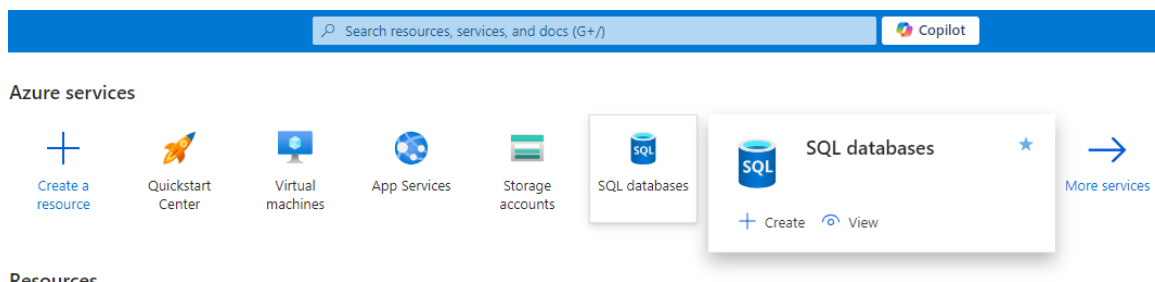 Search resources, services, and docs (G+/)
Copilot
Azure services
Create a
resource
Quickstart
Center
Virtual
machines
App Services
Storage
accounts
SQL
SQL databases
SQL
SQL databases
Create
View
More services
Resources